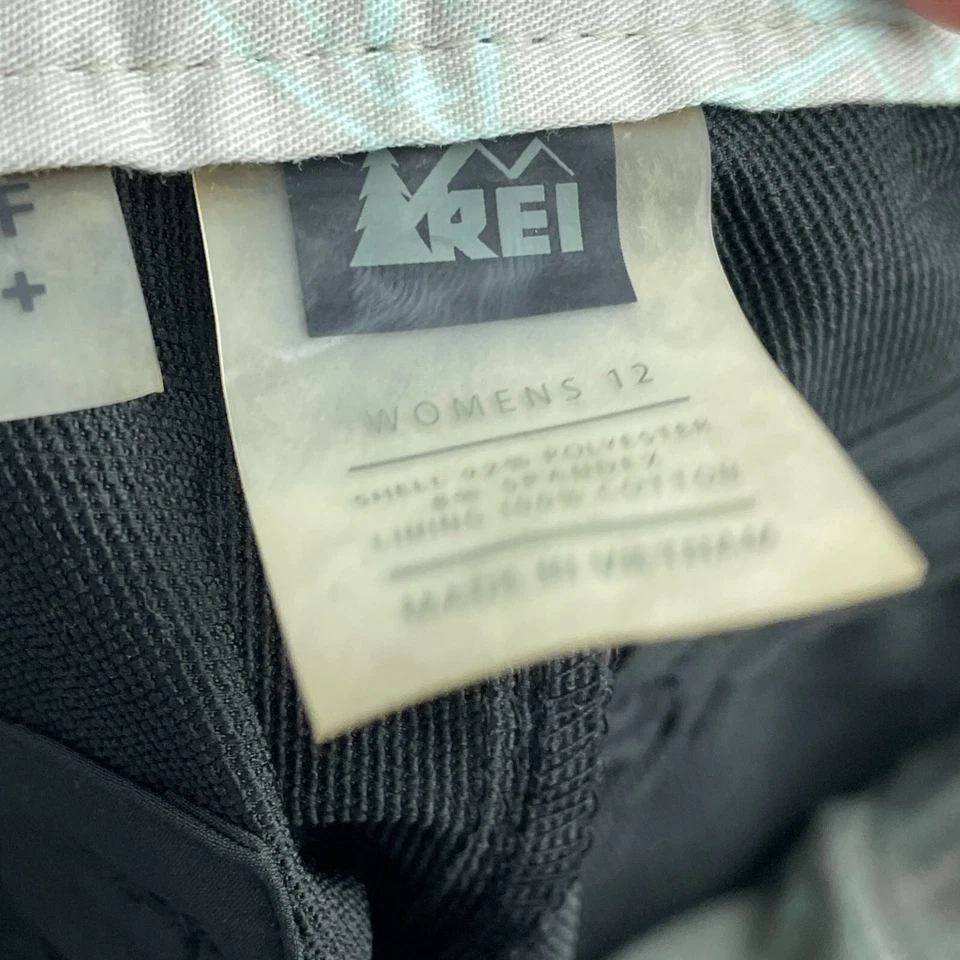 F
+
REI
WOMENS 12
SHELL 92% POLYESTER
8% SPANDEX
LINING 100% COTTON
MADE IN VIETNAM